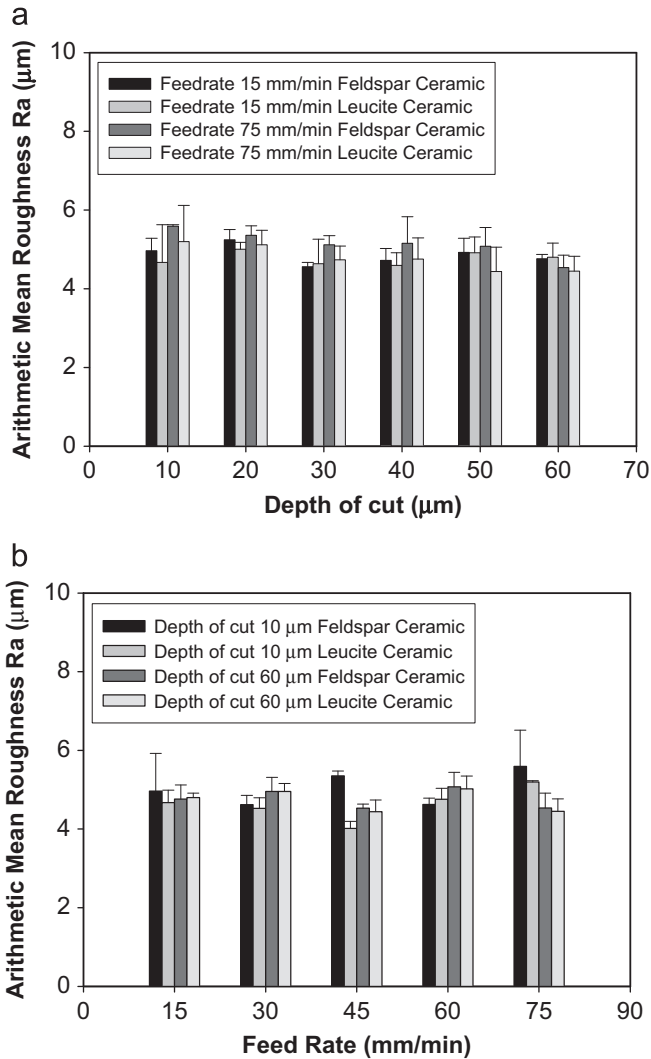 a
10
8
6
4
2
0
Arithmetic Mean Roughness Ra (μm)
Feedrate 15 mm/min Feldspar Ceramic
Feedrate 15 mm/min Leucite Ceramic
Feedrate 75 mm/min Feldspar Ceramic
Feedrate 75 mm/min Leucite Ceramic
0 10 20 30 40 50 60 70
Depth of cut (μm)
b
10
8
6
4
2
0
Arithmetic Mean Roughness Ra (μm)
Depth of cut 10 μm Feldspar Ceramic
Depth of cut 10 μm Leucite Ceramic
Depth of cut 60 μm Feldspar Ceramic
Depth of cut 60 μm Leucite Ceramic
0 15 30 45 60 75 90
Feed Rate (mm/min)